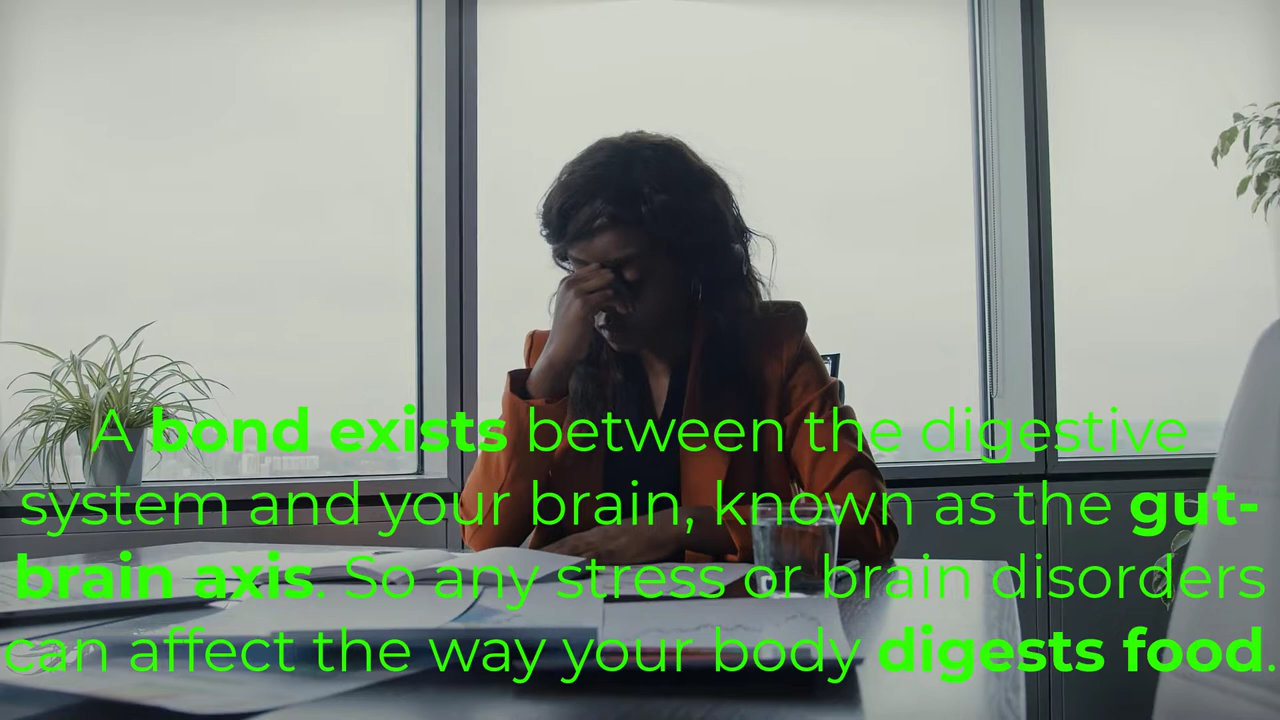 A bond exists between the digestive
system and your brain, known as the gut-
brain axis. So any stress or brain disorders
can affect the way your body digests food.